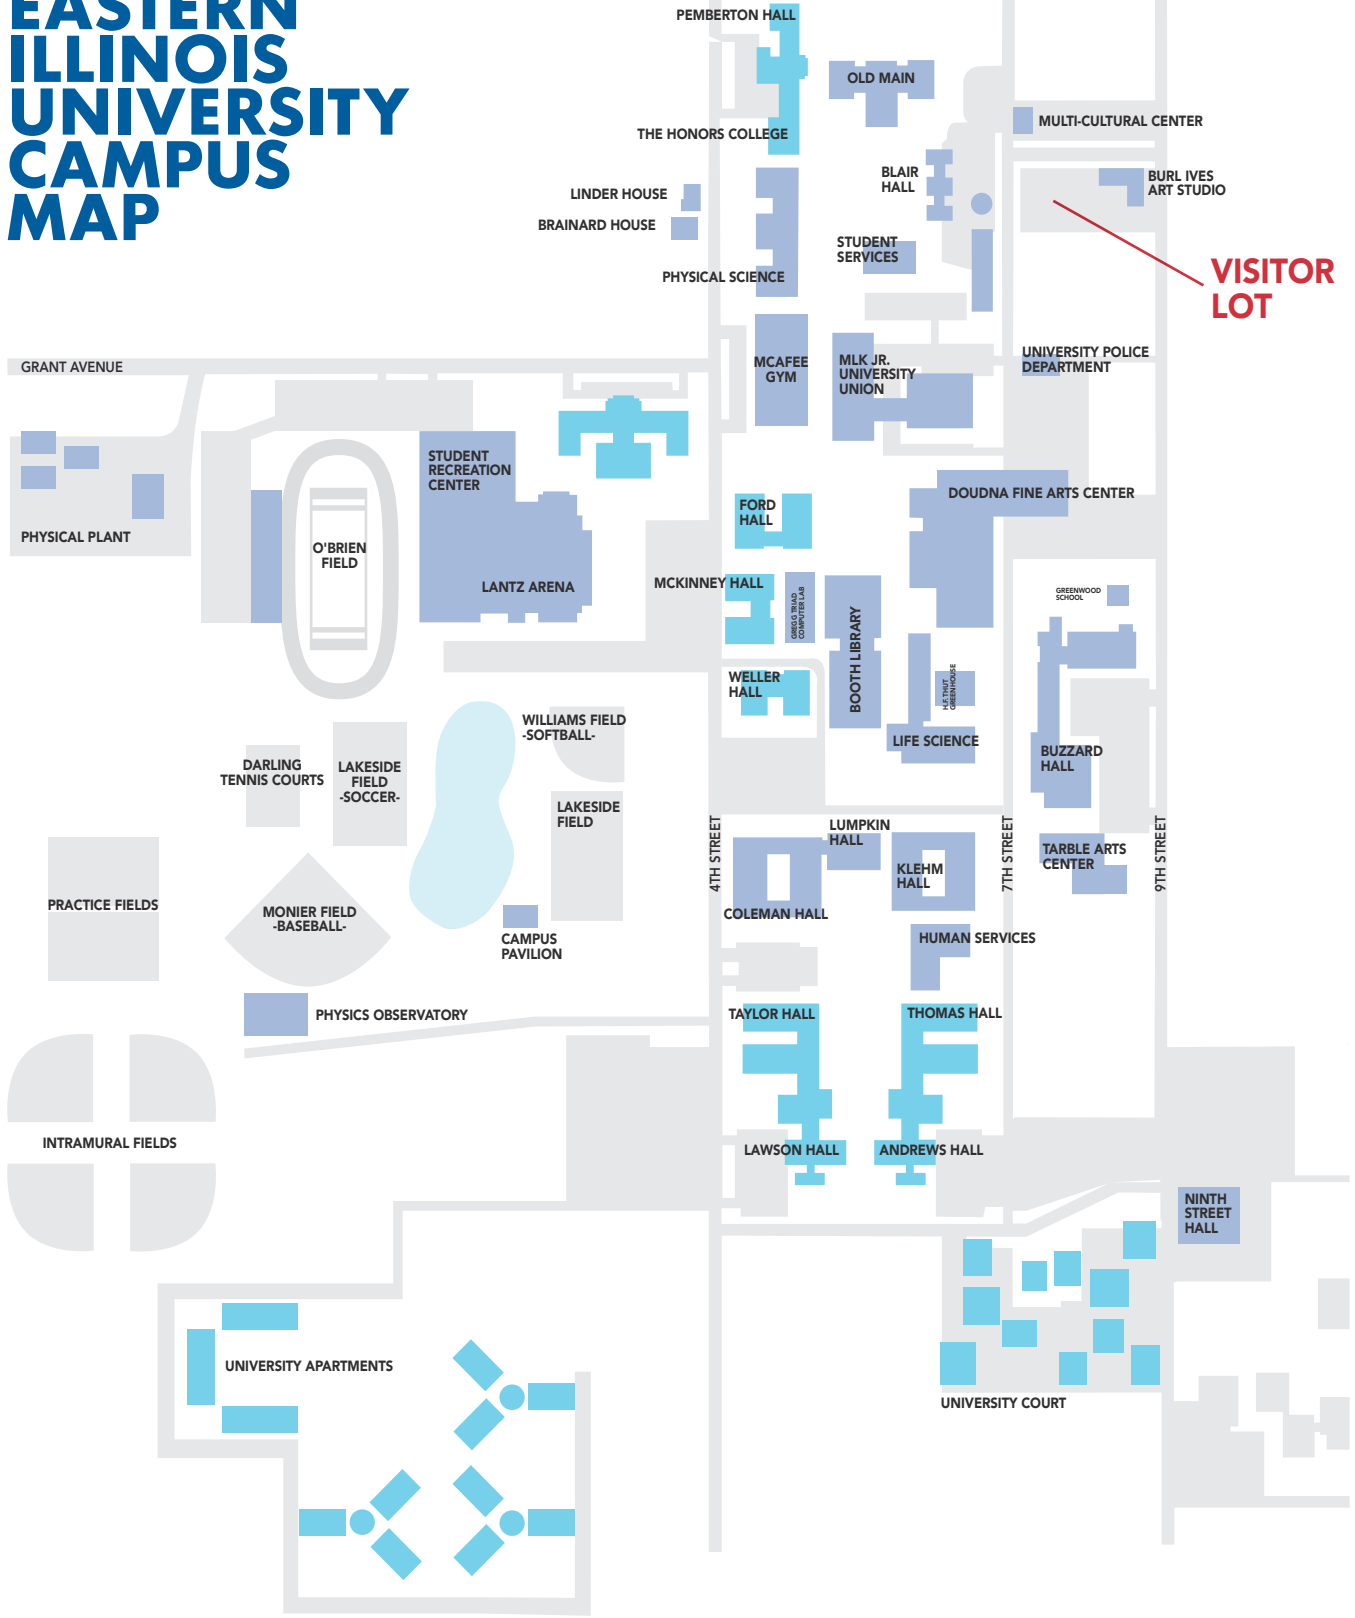 EASTERN
ILLINOIS
UNIVERSITY
CAMPUS
MAP
PEMBERTON HALL
OLD MAIN
MULTI-CULTURAL CENTER
THE HONORS COLLEGE
BLAIR
HALL
BURL IVES
ART STUDIO
LINDER HOUSE
BRAINARD HOUSE
STUDENT
SERVICES
PHYSICAL SCIENCE
VISITOR
LOT
GRANT AVENUE
MCAFEE
GYM
MLK JR.
UNIVERSITY
UNION
UNIVERSITY POLICE
DEPARTMENT
STUDENT
RECREATION
CENTER
DOUDNA FINE ARTS CENTER
FORD
HALL
PHYSICAL PLANT
O'BRIEN
FIELD
LANTZ ARENA
MCKINNEY HALL
GREGG TRIAD
COMPUTER LAB
BOOTH LIBRARY
GREENWOOD
SCHOOL
H.F. THUT
GREENHOUSE
WELLER
HALL
WILLIAMS FIELD
-SOFTBALL-
LIFE SCIENCE
BUZZARD
HALL
DARLING
TENNIS COURTS
LAKESIDE
FIELD
-SOCCER-
LAKESIDE
FIELD
4TH STREET
LUMPKIN
HALL
7TH STREET
9TH STREET
TARBLE ARTS
CENTER
KLEHM
HALL
PRACTICE FIELDS
MONIER FIELD
-BASEBALL-
COLEMAN HALL
CAMPUS
PAVILION
HUMAN SERVICES
PHYSICS OBSERVATORY
TAYLOR HALL
THOMAS HALL
INTRAMURAL FIELDS
LAWSON HALL
ANDREWS HALL
NINTH
STREET
HALL
UNIVERSITY APARTMENTS
UNIVERSITY COURT